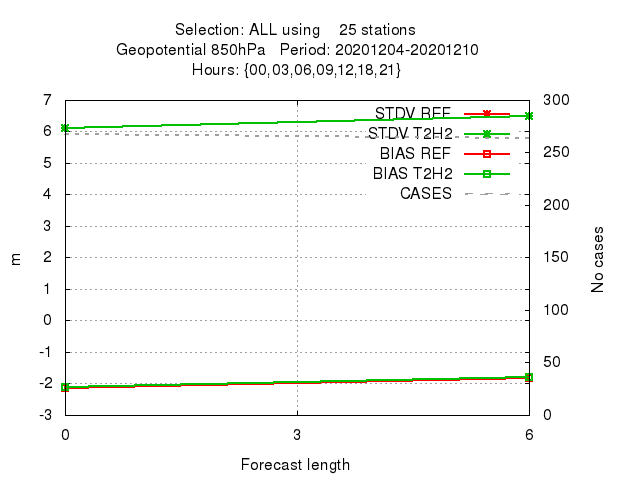 Selection: ALL using 25 stations
Geopotential 850hPa Period: 20201204-20201210
Hours: {00,03,06,09,12,18,21}
7
6
5
4
3
2
1
0
-1
-2
-3
m
300
250
200
150
100
50
0
No cases
STDV REF
STDV T2H2
BIAS REF
BIAS T2H2
CASES
0 3 6
Forecast length